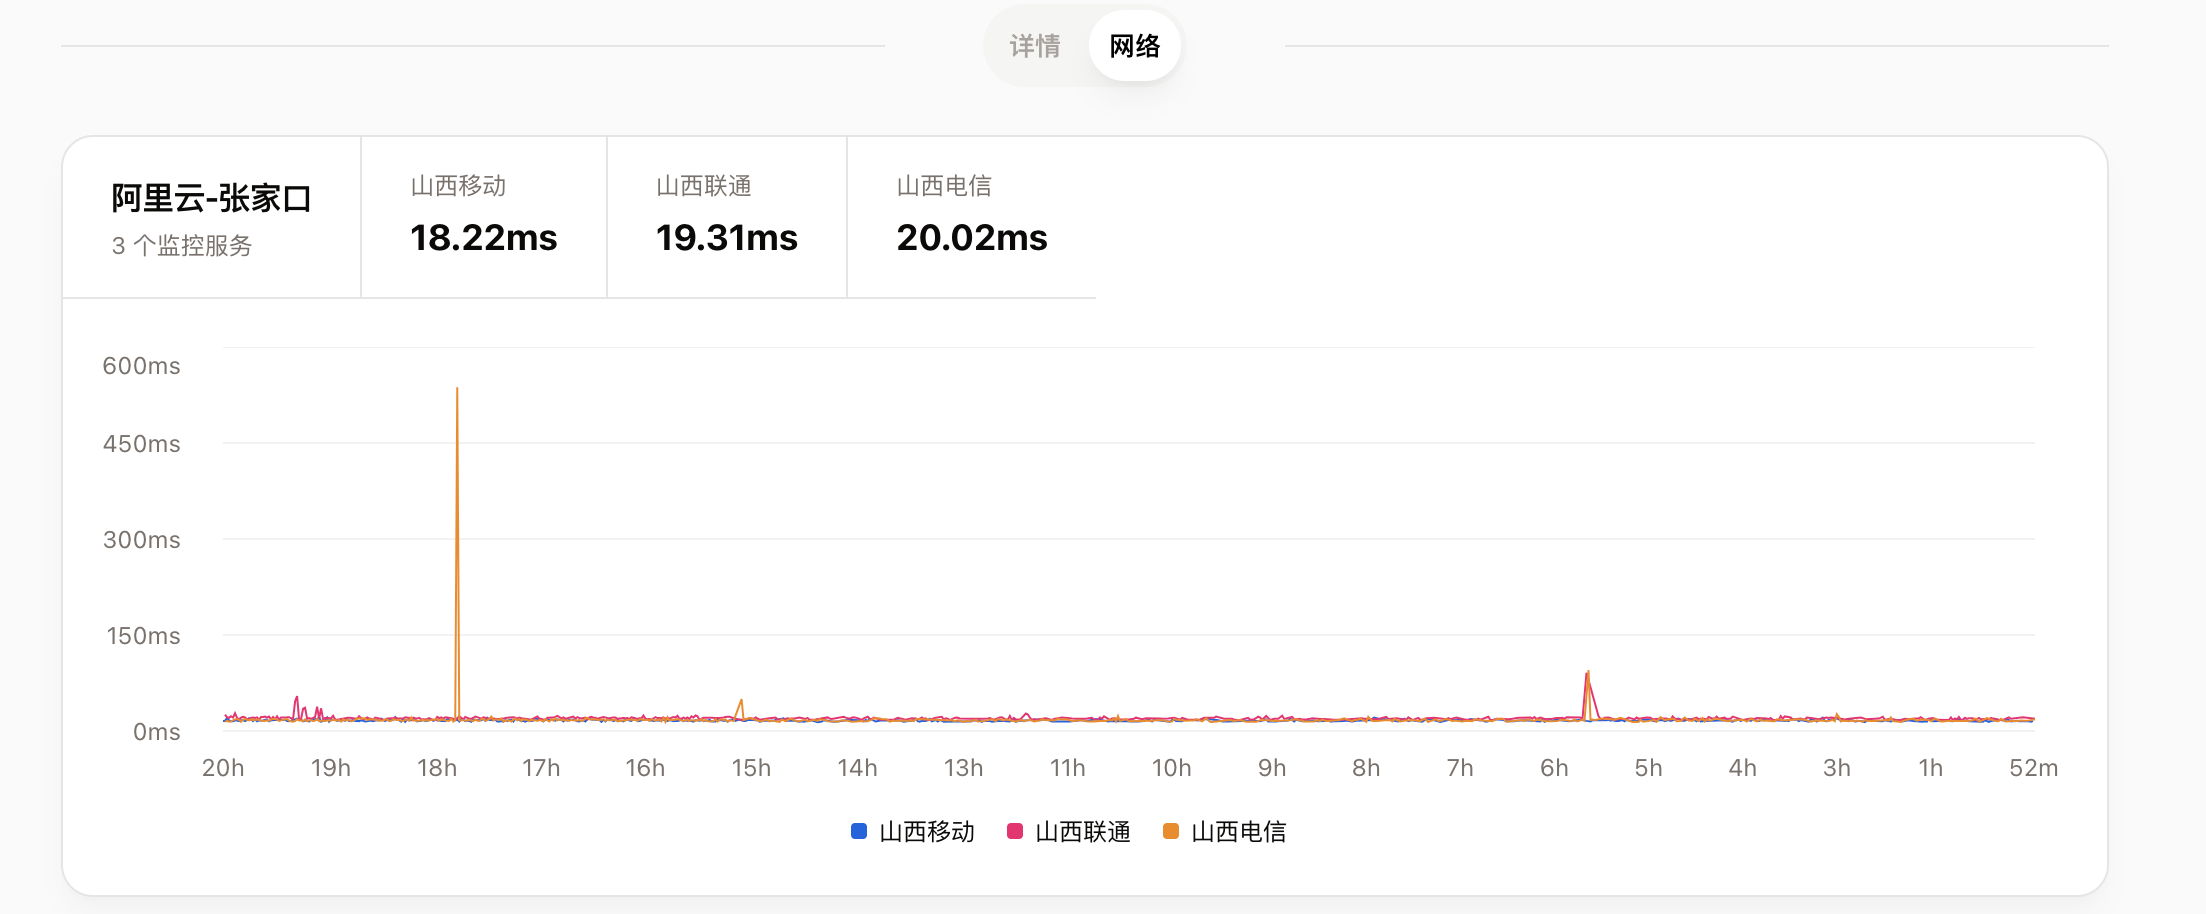 详情 网络
阿里云-张家口
3 个监控服务
山西移动
18.22ms
山西联通
19.31ms
山西电信
20.02ms
600ms
450ms
300ms
150ms
0ms
20h 19h 18h 17h 16h 15h 14h 13h 11h 10h 9h 8h 7h 6h 5h 4h 3h 1h 52m
山西移动 山西联通 山西电信